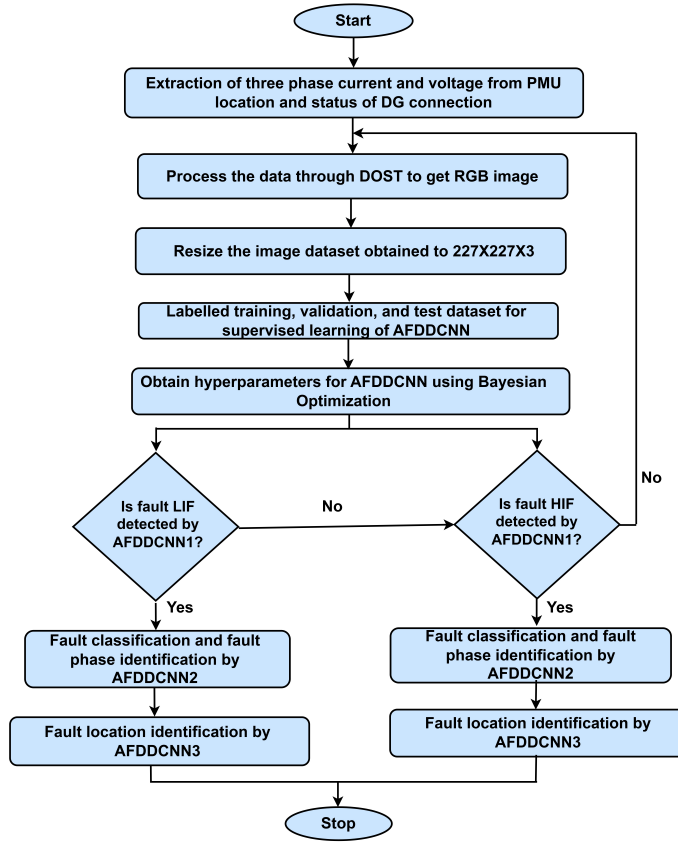 Start
Extraction of three phase current and voltage from PMU
location and status of DG connection
Process the data through DOST to get RGB image
Resize the image dataset obtained to 227X227X3
Labelled training, validation, and test dataset for
supervised learning of AFDDCNN
Obtain hyperparameters for AFDDCNN using Bayesian
Optimization
Is fault LIF
detected by
AFDDCNN1?
No
Is fault HIF
detected by
AFDDCNN1?
No
Yes
Yes
Fault classification and fault
phase identification by
AFDDCNN2
Fault classification and fault
phase identification by
AFDDCNN2
Fault location identification by
AFDDCNN3
Fault location identification by
AFDDCNN3
Stop